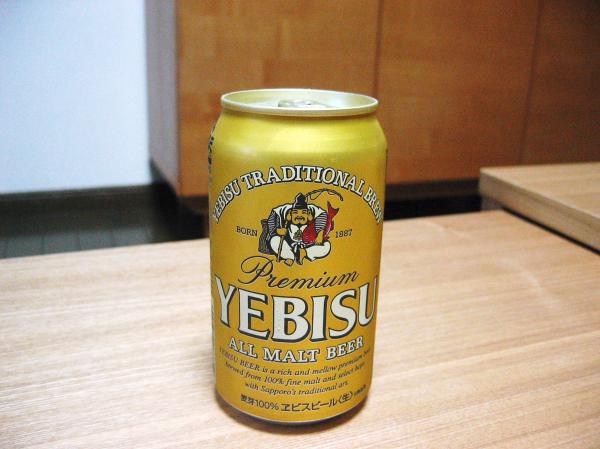 YEBISU TRADITIONAL BREW
BORN 1887
Premium
YEBISU
ALL MALT BEER
YEBISU BEER is a rich and mellow premium beer
brewed from 100% fine malt and select hops
with Sapporo's traditional art.
麦芽100% ヱビスビール〈生〉